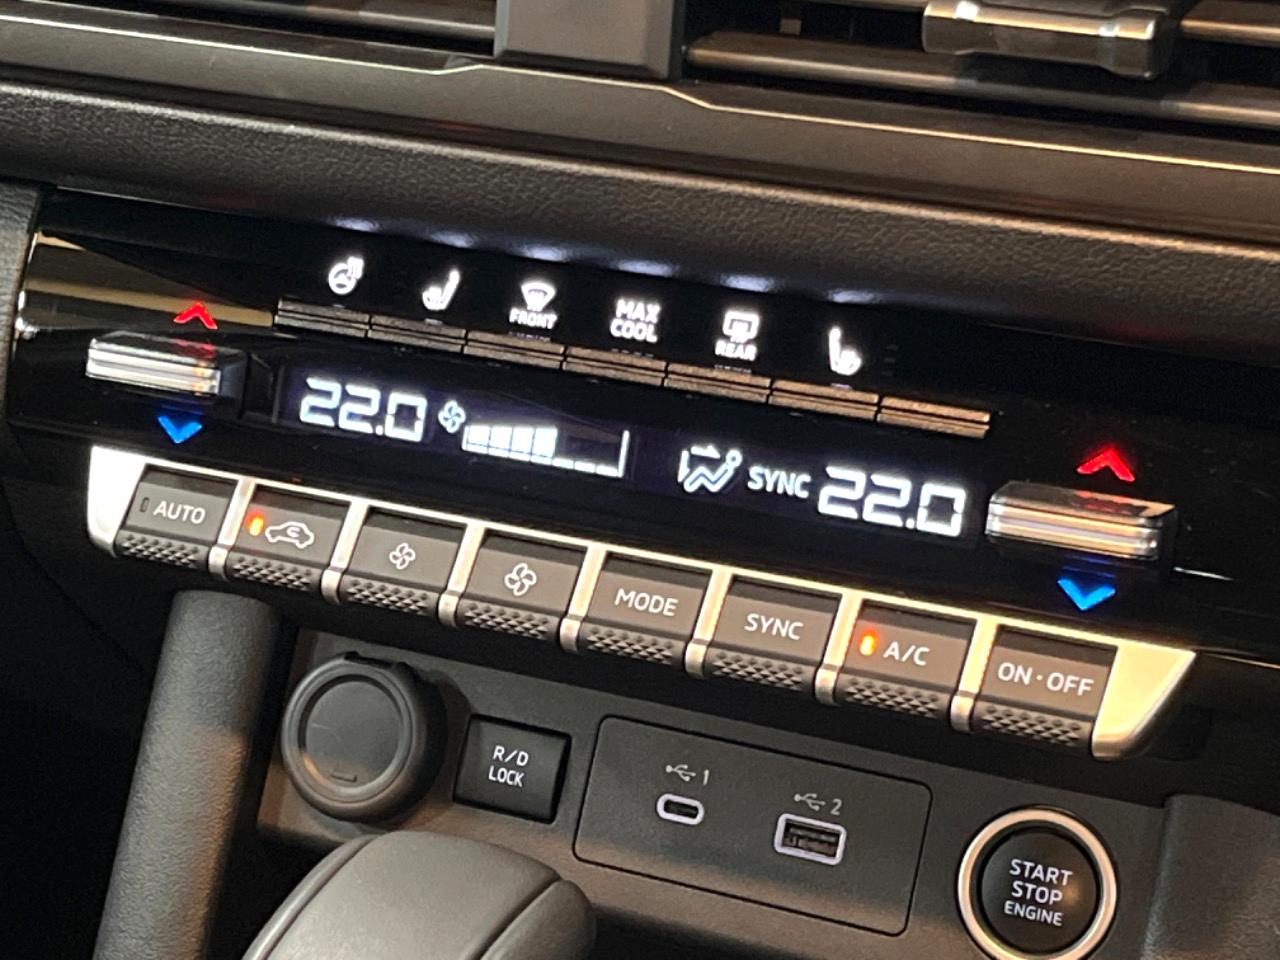 FRONT
MAX
COOL
REAR
22.0
SYNC 22.0
AUTO
MODE
SYNC
A/C
ON·OFF
R/D
LOCK
1
2
START
STOP
ENGINE